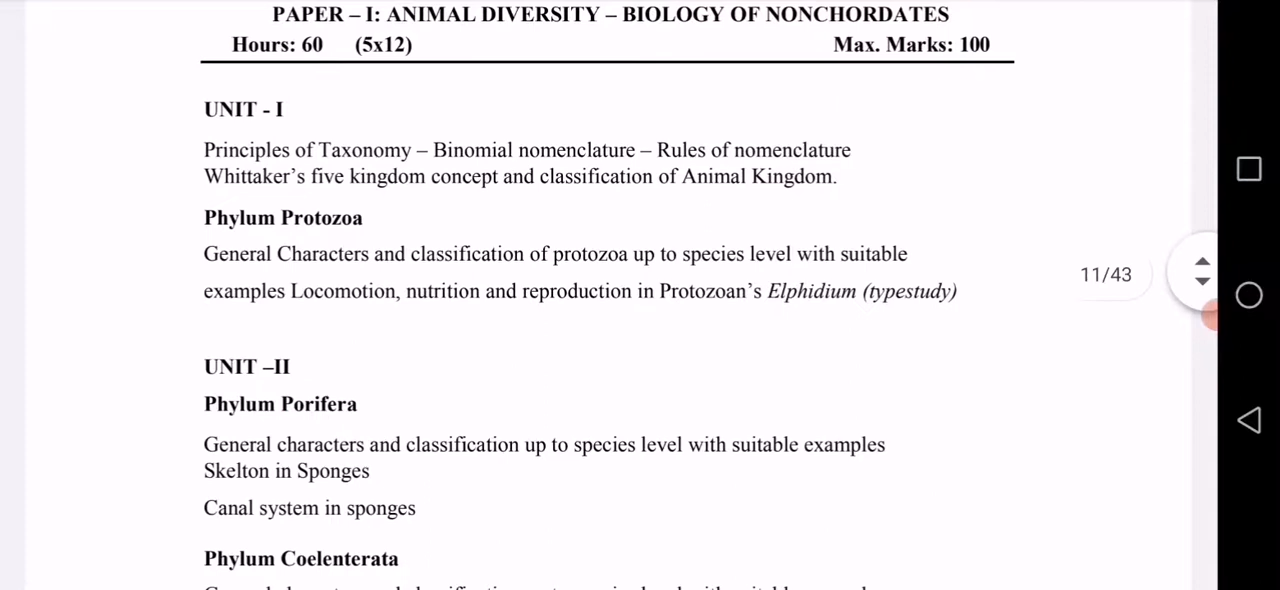 PAPER – I: ANIMAL DIVERSITY – BIOLOGY OF NONCHORDATES
Hours: 60 (5x12) Max. Marks: 100
UNIT - I
Principles of Taxonomy – Binomial nomenclature – Rules of nomenclature
Whittaker's five kingdom concept and classification of Animal Kingdom.
Phylum Protozoa
General Characters and classification of protozoa up to species level with suitable
11/43
examples Locomotion, nutrition and reproduction in Protozoan's Elphidium (typestudy)
UNIT –II
Phylum Porifera
General characters and classification up to species level with suitable examples
Skelton in Sponges
Canal system in sponges
Phylum Coelenterata